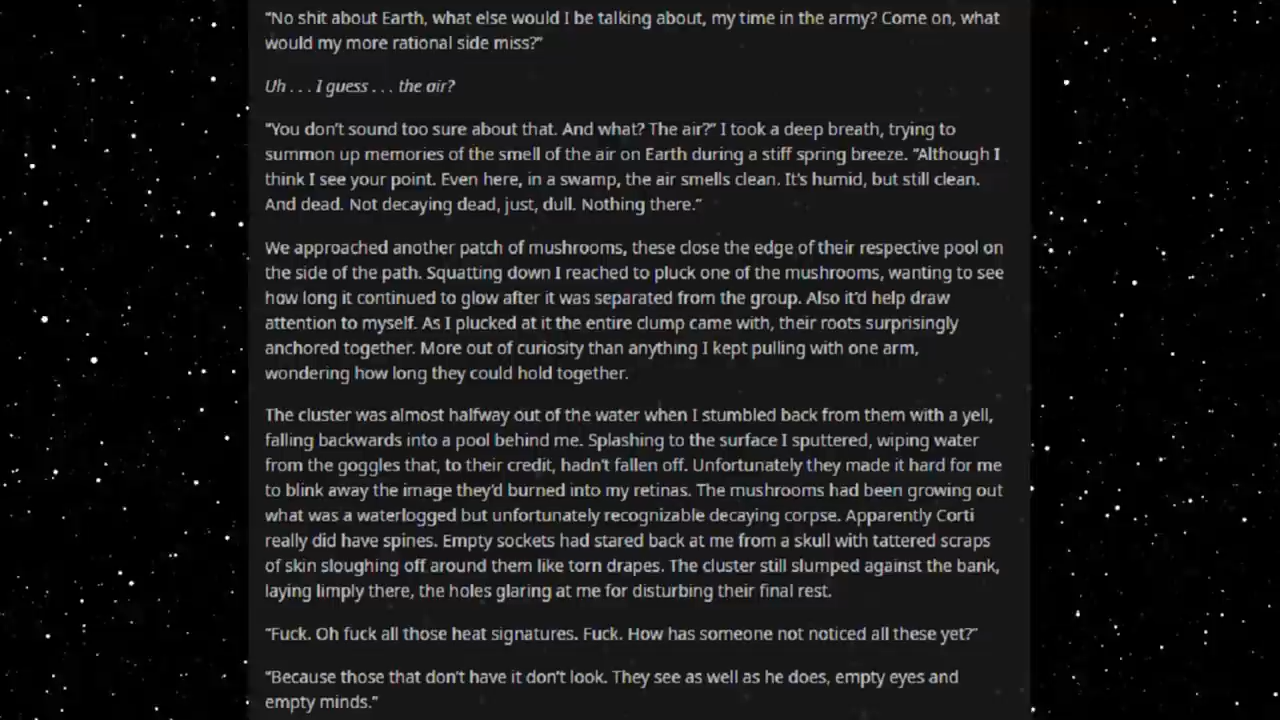 “No shit about Earth, what else would I be talking about, my time in the army? Come on, what
would my more rational side miss?”
Uh . . . I guess . . . the air?
“You don’t sound too sure about that. And what? The air?” I took a deep breath, trying to
summon up memories of the smell of the air on Earth during a stiff spring breeze. “Although I
think I see your point. Even here, in a swamp, the air smells clean. It’s humid, but still clean.
And dead. Not decaying dead, just, dull. Nothing there.”
We approached another patch of mushrooms, these close the edge of their respective pool on
the side of the path. Squatting down I reached to pluck one of the mushrooms, wanting to see
how long it continued to glow after it was separated from the group. Also it’d help draw
attention to myself. As I plucked at it the entire clump came with, their roots surprisingly
anchored together. More out of curiosity than anything I kept pulling with one arm,
wondering how long they could hold together.
The cluster was almost halfway out of the water when I stumbled back from them with a yell,
falling backwards into a pool behind me. Splashing to the surface I sputtered, wiping water
from the goggles that, to their credit, hadn’t fallen off. Unfortunately they made it hard for me
to blink away the image they’d burned into my retinas. The mushrooms had been growing out
what was a waterlogged but unfortunately recognizable decaying corpse. Apparently Corti
really did have spines. Empty sockets had stared back at me from a skull with tattered scraps
of skin sloughing off around them like torn drapes. The cluster still slumped against the bank,
laying limply there, the holes glaring at me for disturbing their final rest.
“Fuck. Oh fuck all those heat signatures. Fuck. How has someone not noticed all these yet?”
“Because those that don’t have it don’t look. They see as well as he does, empty eyes and
empty minds.”